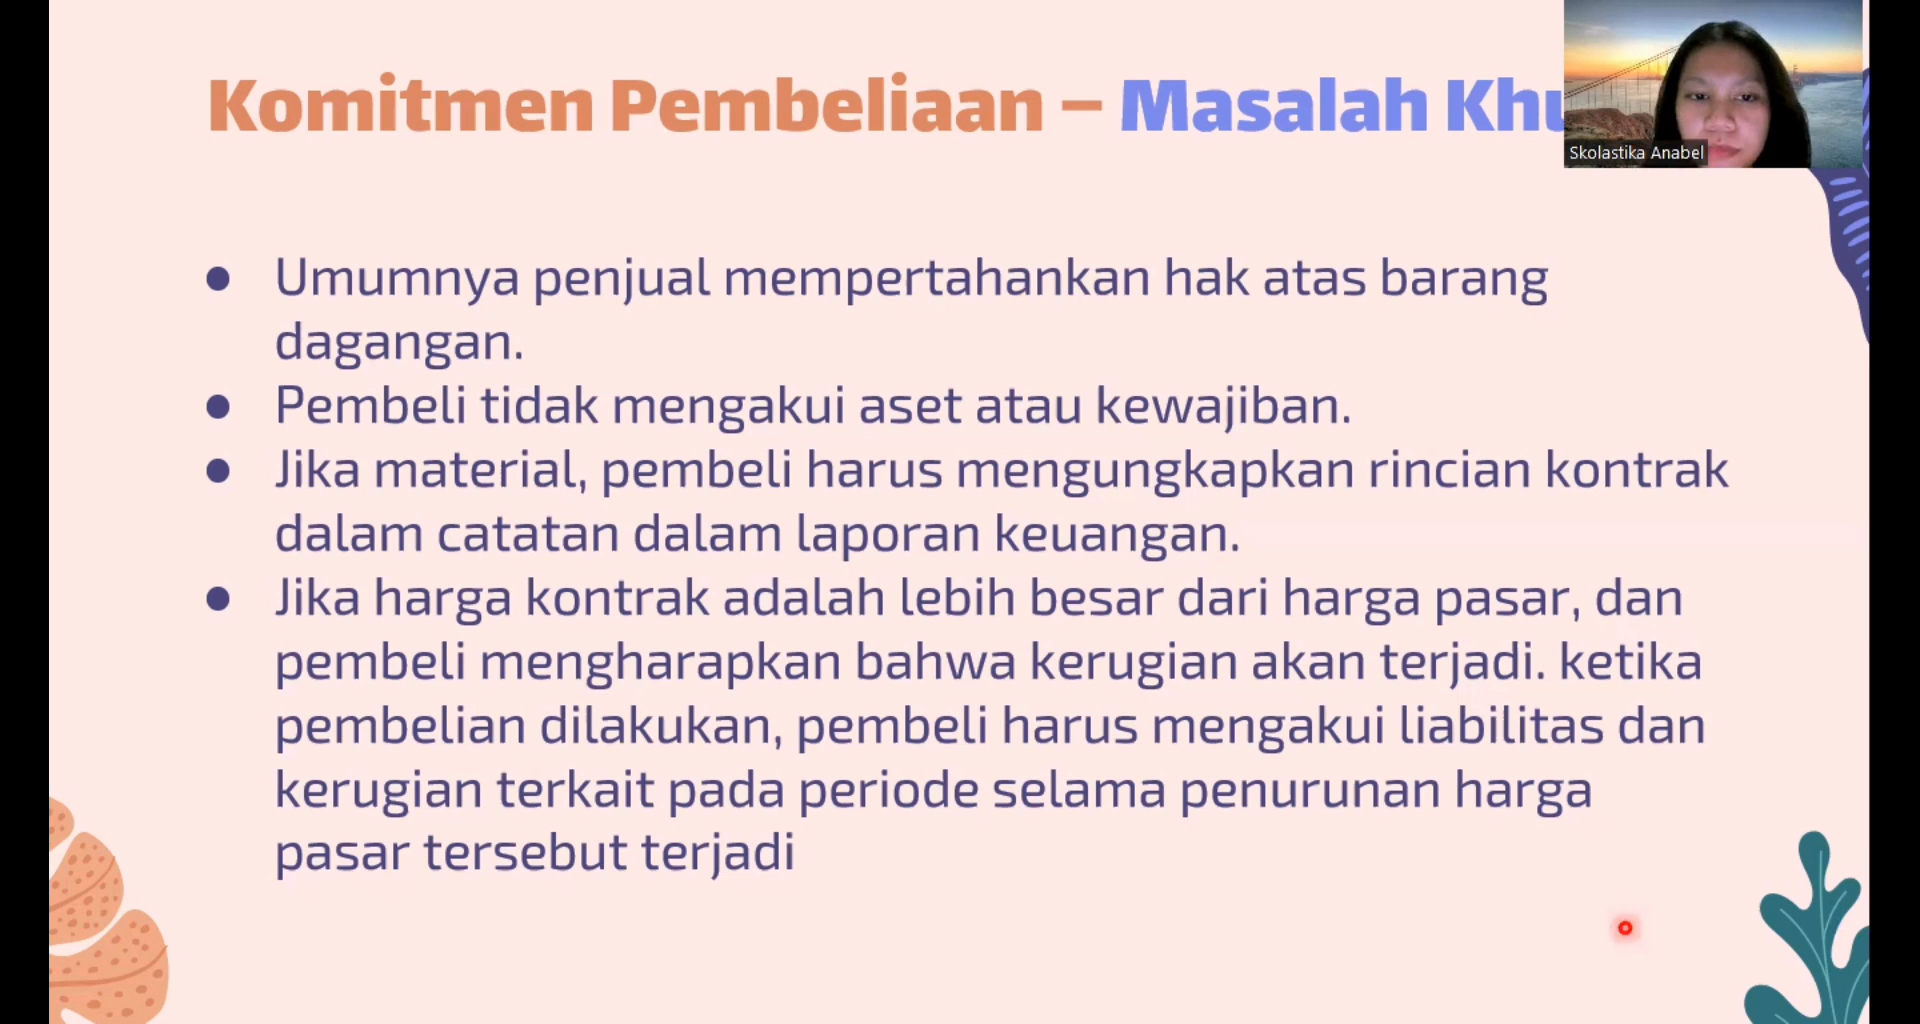 Komitmen Pembeliaan – Masalah
Skolastika Anabel
● Umumnya penjual mempertahankan hak atas barang
dagangan.
● Pembeli tidak mengakui aset atau kewajiban.
● Jika material, pembeli harus mengungkapkan rincian kontrak
dalam catatan dalam laporan keuangan.
● Jika harga kontrak adalah lebih besar dari harga pasar, dan
pembeli mengharapkan bahwa kerugian akan terjadi. ketika
pembelian dilakukan, pembeli harus mengakui liabilitas dan
kerugian terkait pada periode selama penurunan harga
pasar tersebut terjadi